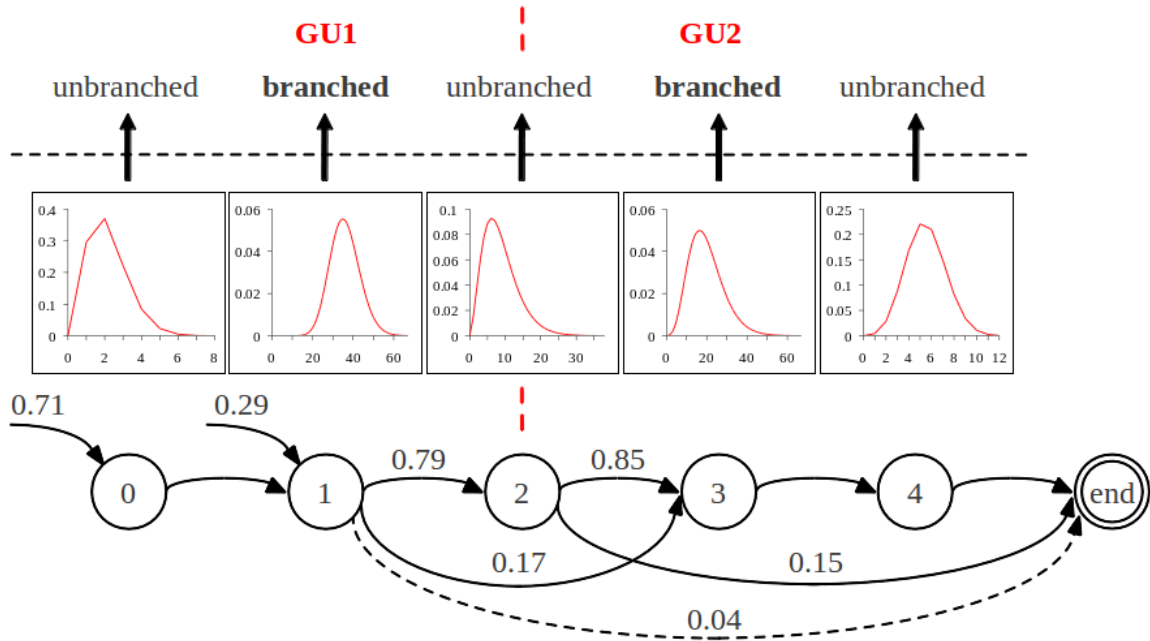 GU1 GU2
unbranched branched unbranched branched unbranched
0.4 0.06 0.1 0.06 0.25
0.3 0.04 0.08 0.04 0.2
0.2 0.02 0.06 0.02 0.15
0.1 0 0.04 0 0.1
0 0.02 0.05
0 0
0 2 4 6 8
0 20 40 60
0 10 20 30
0 20 40 60
0 2 4 6 8 10 12
0.71 0.29
0.79 0.85
0 1 2 3 4 end
0.17 0.15
0.04